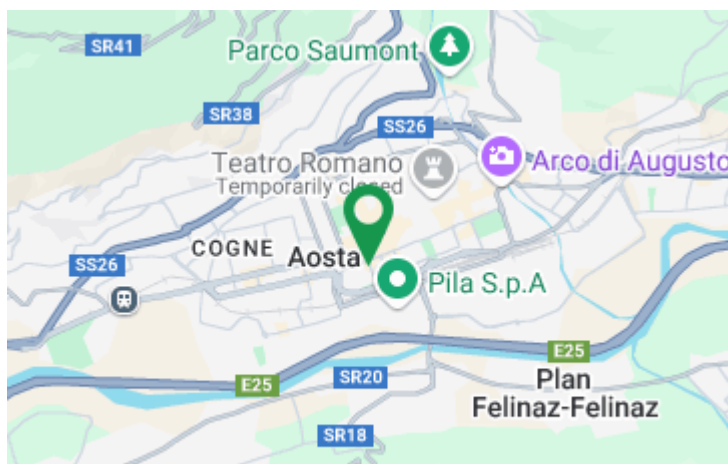 SR41
Parco Saumont
SR38
SS26
Teatro Romano
Temporarily closed
Arco di Augusto
COGNE
Aosta
SS26
Pila S.p.A
E25
E25
SR20
Plan
Felinaz-Felinaz
SR18